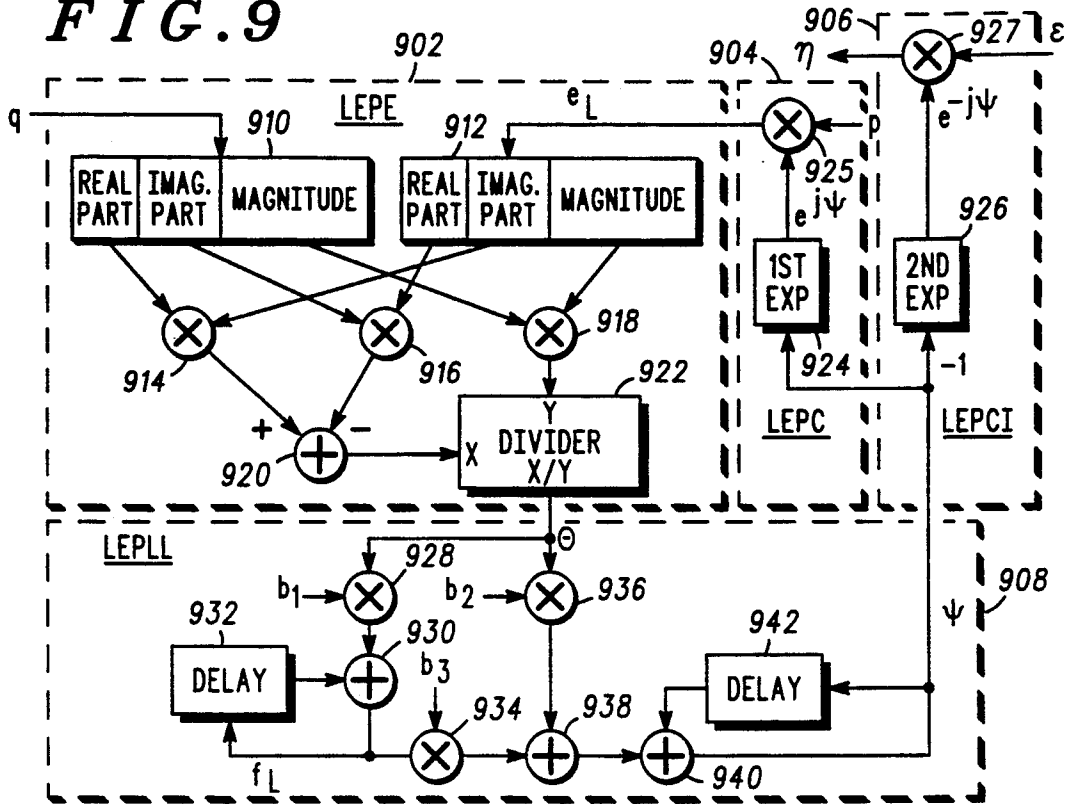 FIG.9
902
904
906
927
ε
η
LEPE
e L
q
910
912
p
925
e jψ
e -jψ
926
REAL PART
IMAG. PART
MAGNITUDE
REAL PART
IMAG. PART
MAGNITUDE
1ST EXP
2ND EXP
914
916
918
924
-1
922
LEPC
LEPCI
+
-
920
X
Y
DIVIDER
X/Y
LEPLL
Θ
928
b1
b2
936
908
ψ
932
930
942
DELAY
b3
DELAY
934
938
940
fL